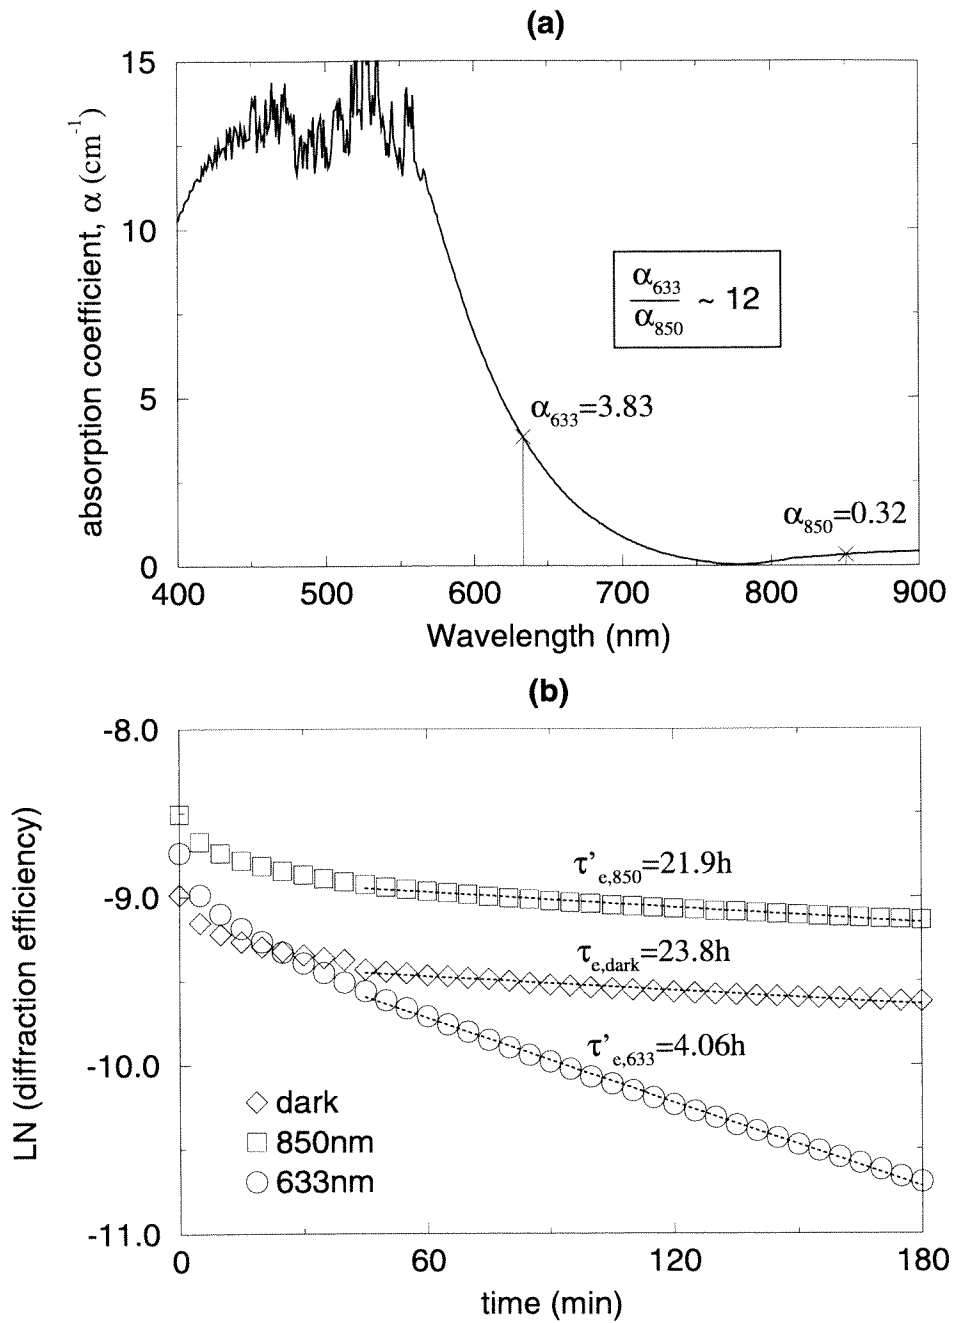 (a)
15
10
5
0
absorption coefficient, α (cm⁻¹)
α₆₃₃
α₈₅₀
~ 12
α₆₃₃=3.83
α₈₅₀=0.32
400 500 600 700 800 900
Wavelength (nm)
(b)
-8.0
-9.0
-10.0
-11.0
LN (diffraction efficiency)
τ'e,850=21.9h
τe,dark=23.8h
τ'e,633=4.06h
dark
850nm
633nm
0 60 120 180
time (min)